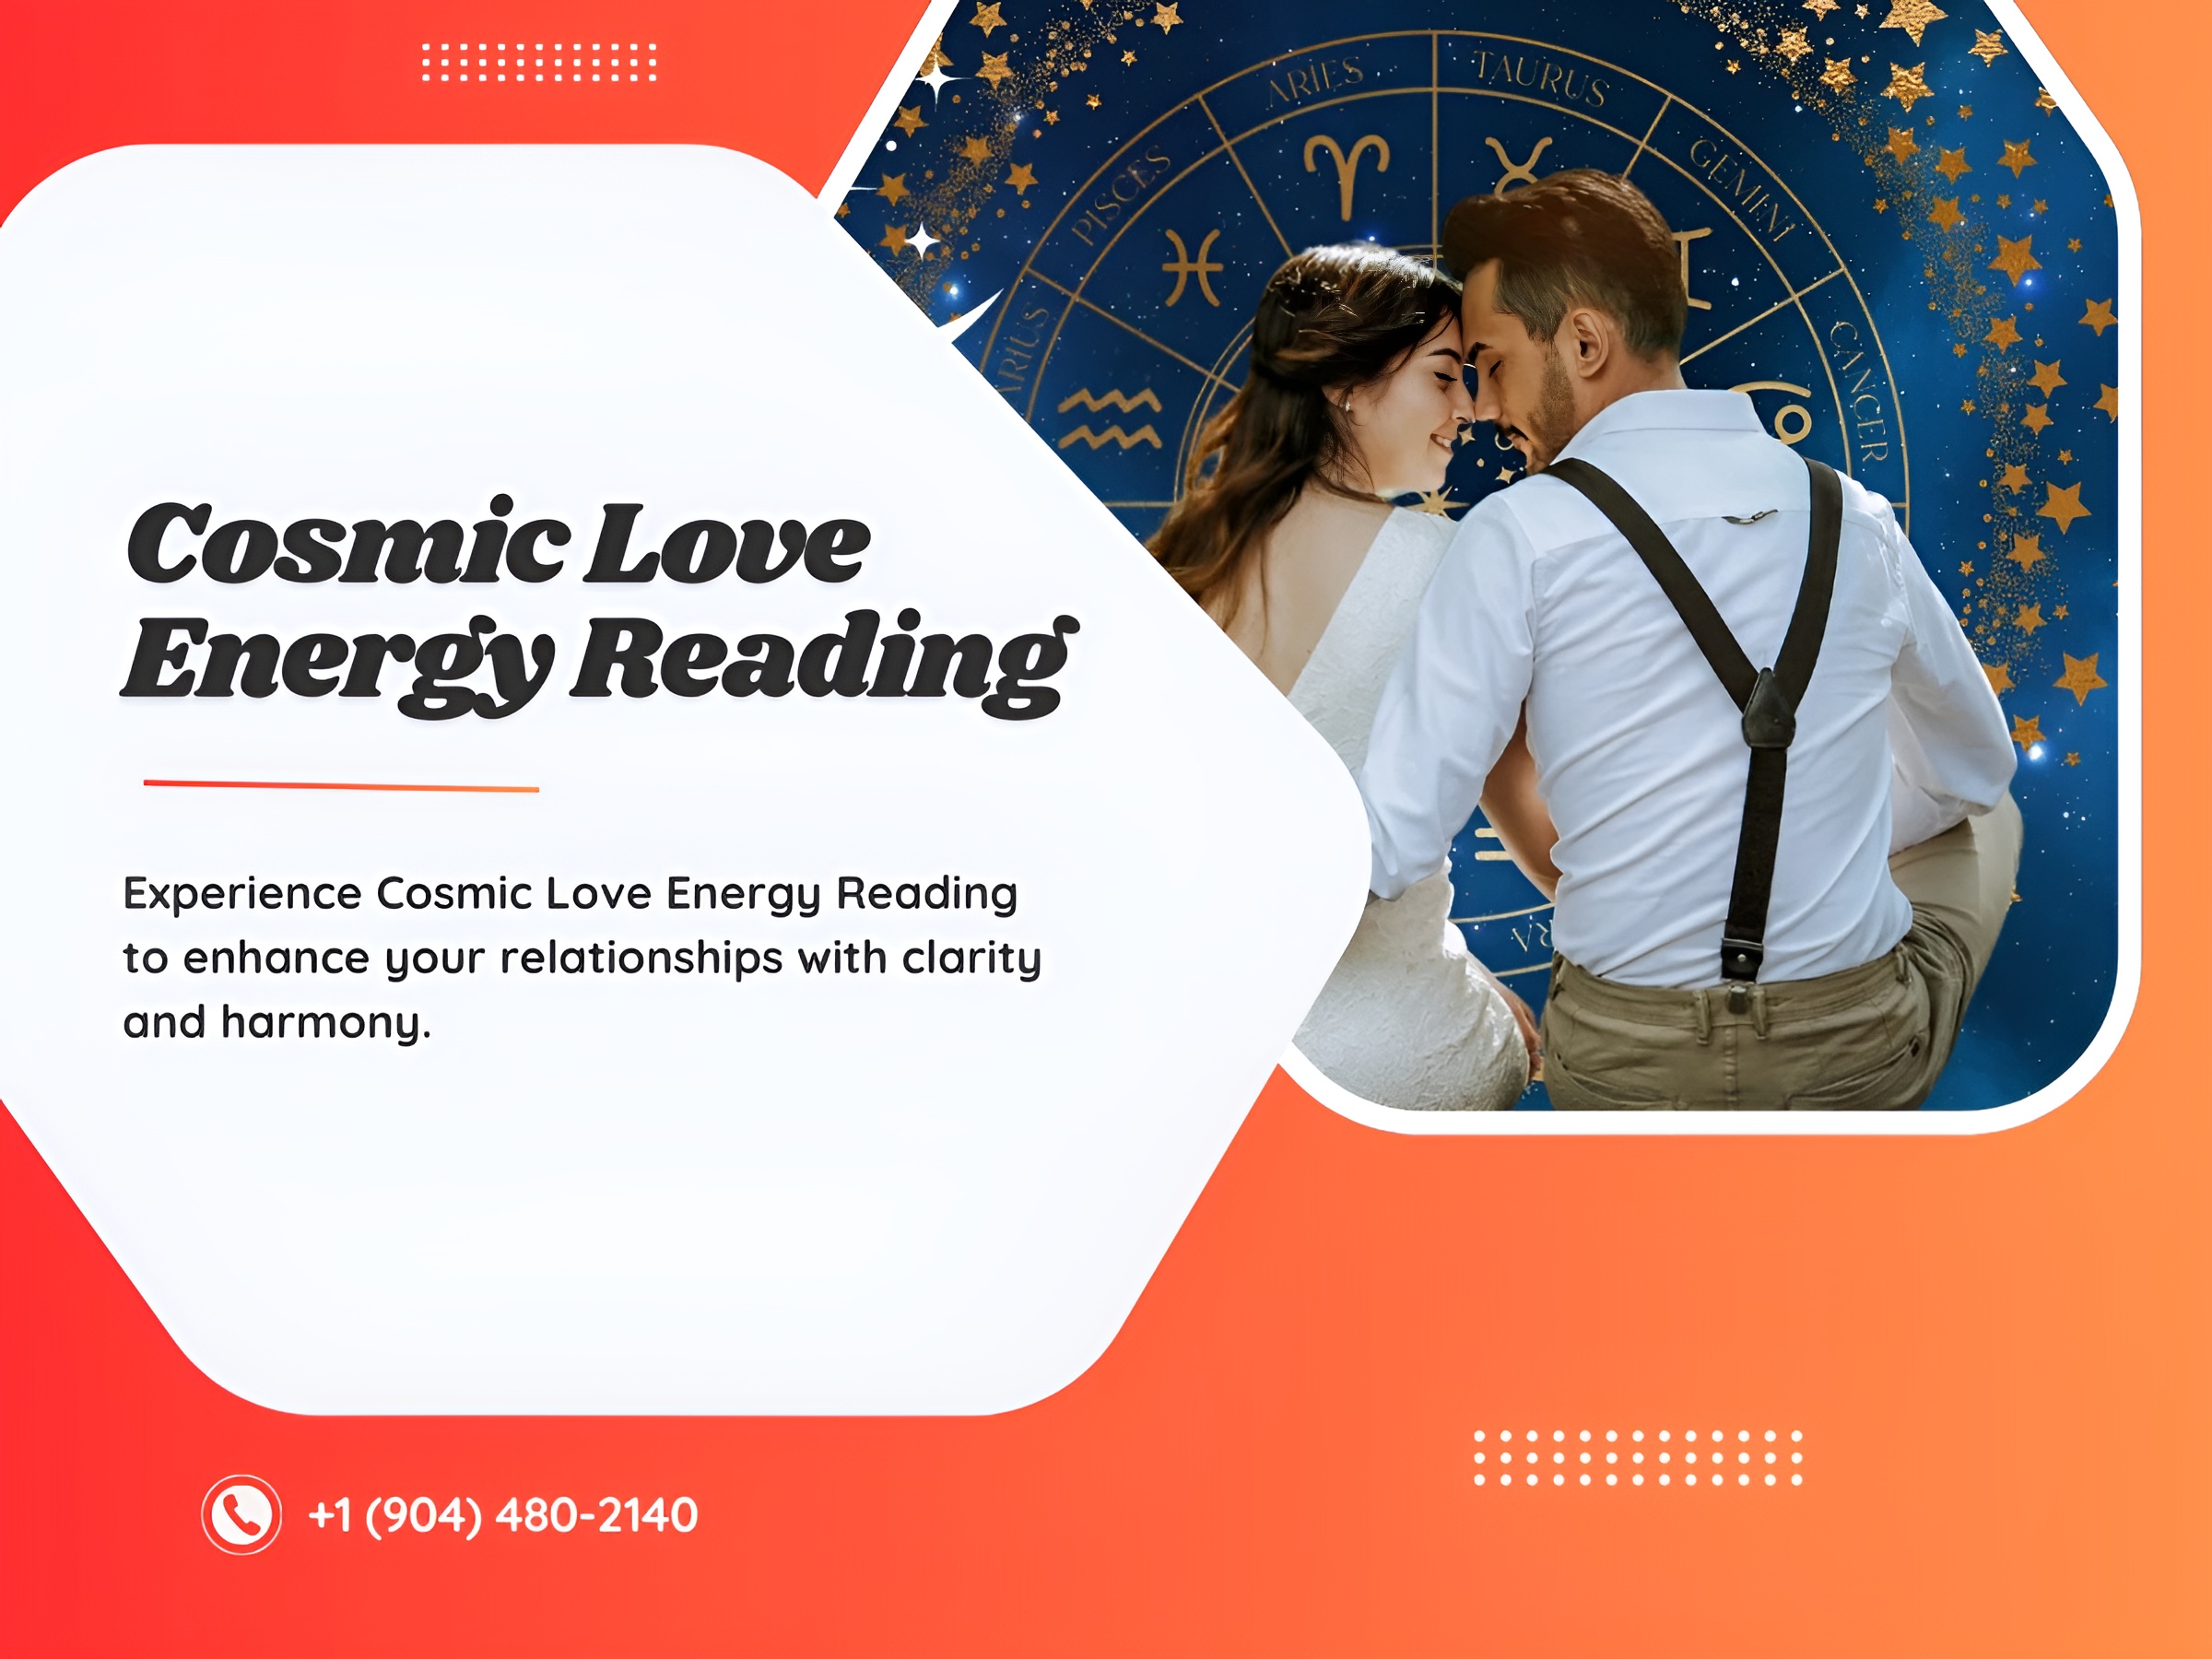 ARIES
TAURUS
PISCES
GEMINI
ARIUS
CANCER
Cosmic Love
Energy Reading
Experience Cosmic Love Energy Reading
to enhance your relationships with clarity
and harmony.
+1 (904) 480-2140